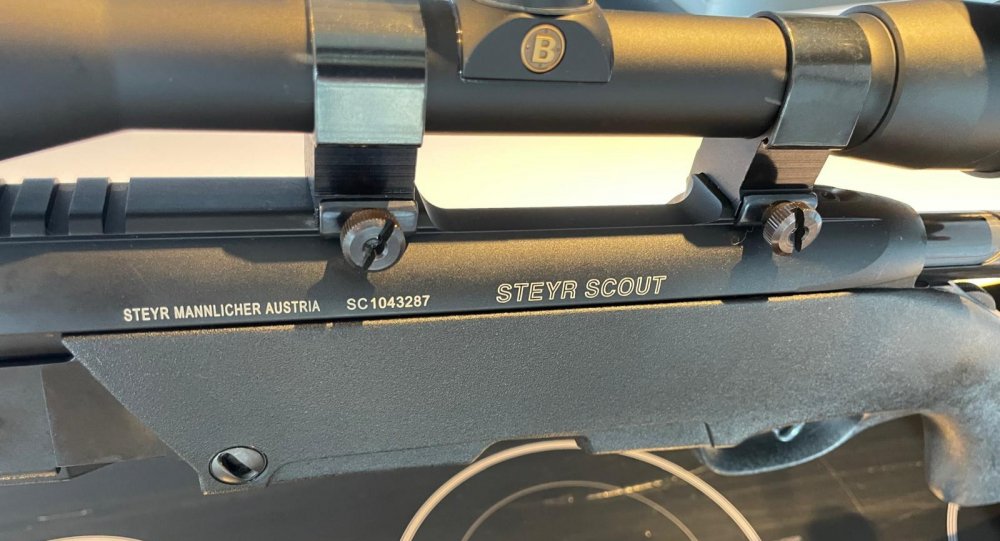 B
STEYR MANNLICHER AUSTRIA SC1043287 STEYR SCOUT